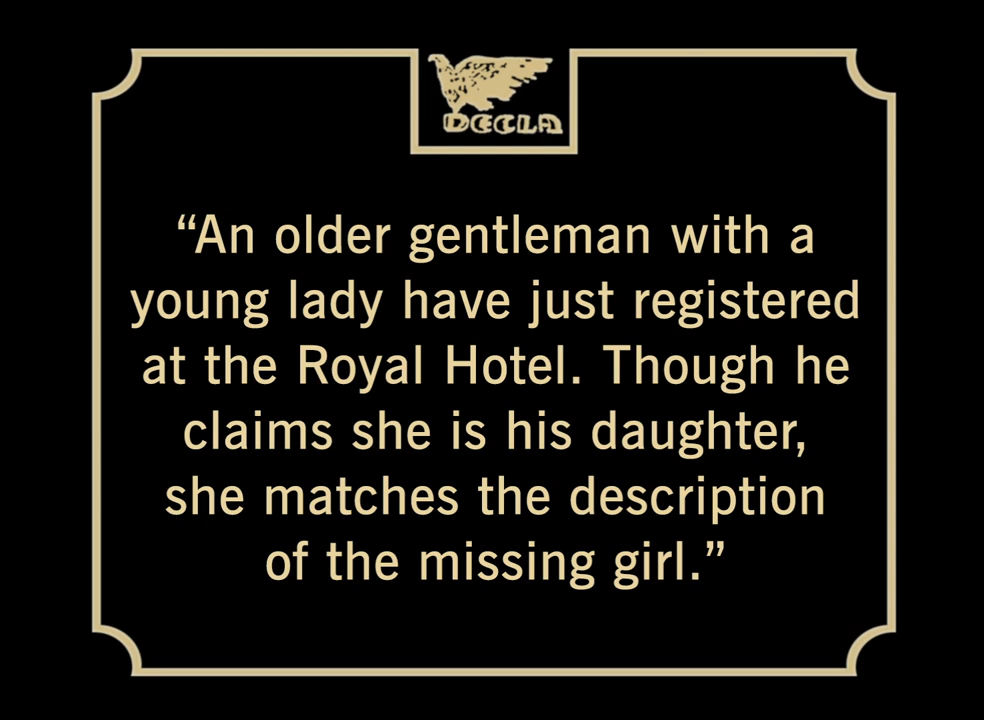 DECLA
“An older gentleman with a
young lady have just registered
at the Royal Hotel. Though he
claims she is his daughter,
she matches the description
of the missing girl.”